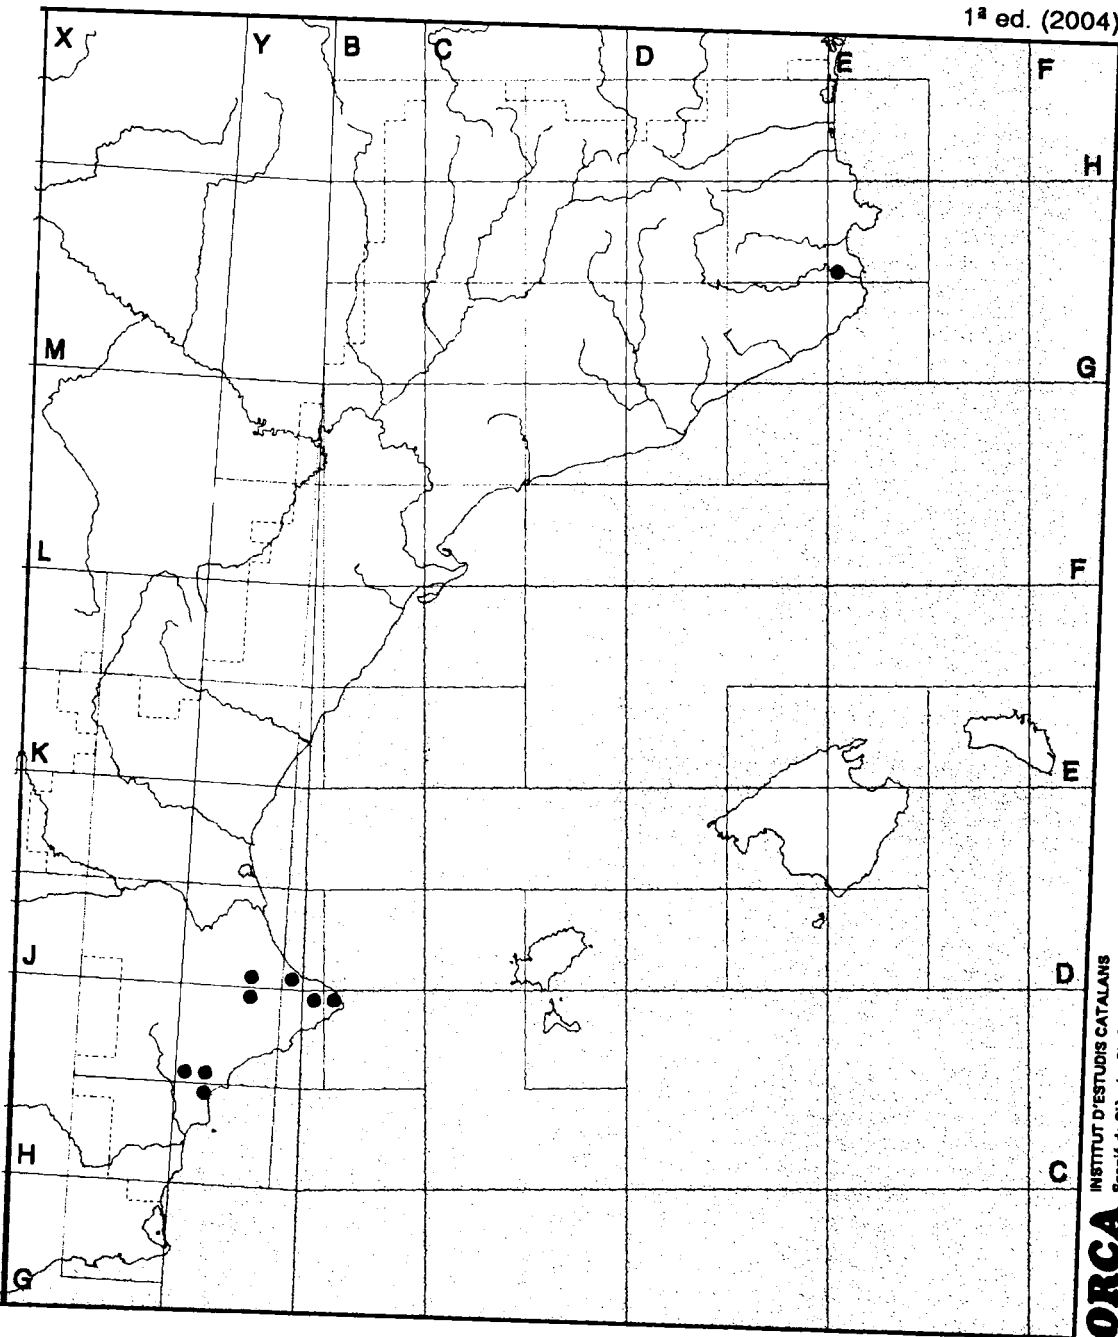 1ª ed. (2004)
X Y B C D E F
H
M G
L F
K E
J D
H C
G
ORCA INSTITUT D'ESTUDIS CATALANS